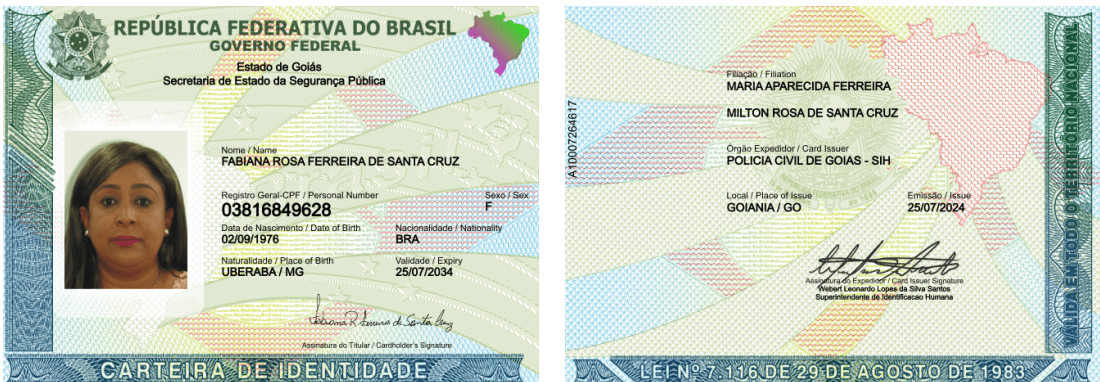 REPÚBLICA FEDERATIVA DO BRASIL
GOVERNO FEDERAL
Estado de Goiás
Secretaria de Estado da Segurança Pública
Nome / Name
FABIANA ROSA FERREIRA DE SANTA CRUZ
Registro Geral-CPF / Personal Number
03816849628
Sexo / Sex
F
Data de Nascimento / Date of Birth
02/09/1976
Nacionalidade / Nationality
BRA
Naturalidade / Place of Birth
UBERABA / MG
Validade / Expiry
25/07/2034
Fabiana R Ferreira de Santa Cruz
Assinatura do Titular / Cardholder's Signature
CARTEIRA DE IDENTIDADE
A10007264617
Filiação / Filiation
MARIA APARECIDA FERREIRA
MILTON ROSA DE SANTA CRUZ
Órgão Expedidor / Card Issuer
POLICIA CIVIL DE GOIAS - SIH
Local / Place of Issue
GOIANIA / GO
Emissão / Issue
25/07/2024
Assinatura do Expedidor / Card Issuer Signature
Webert Leonardo Lopes da Silva Santos
Superintendente de Identificacao Humana
VÁLIDA EM TODO O TERRITÓRIO NACIONAL
LEI Nº 7.116 DE 29 DE AGOSTO DE 1983